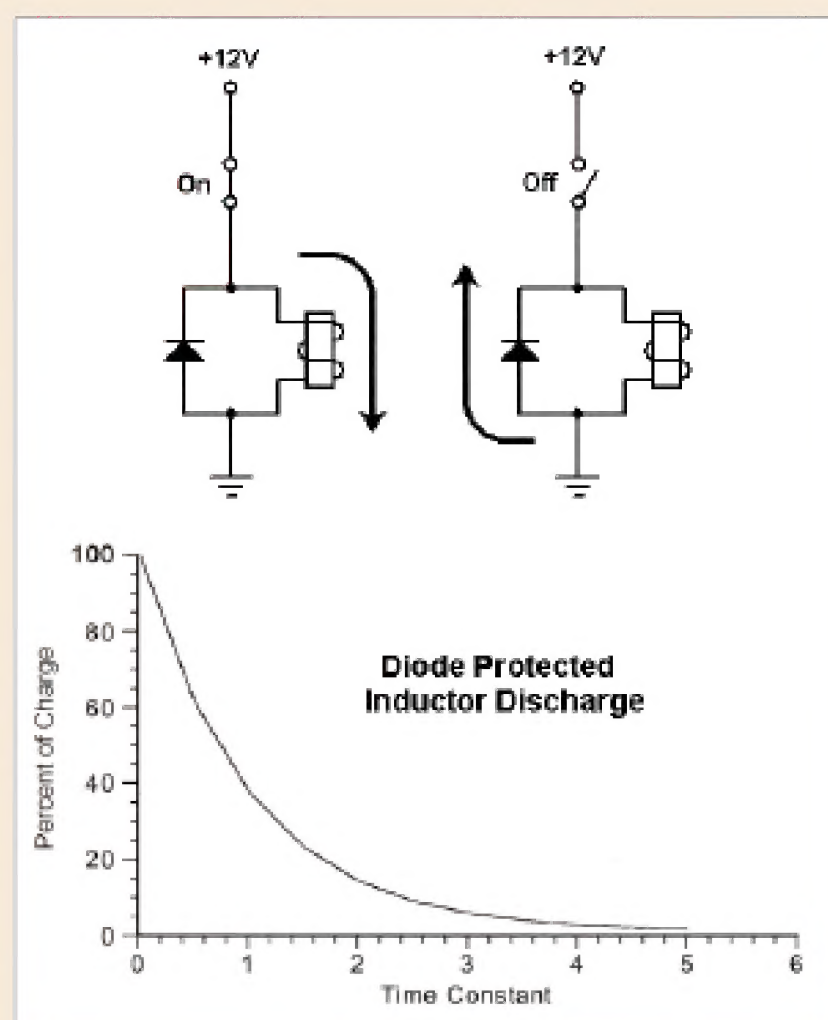 +12V
+12V
On
Off
Diode Protected
Inductor Discharge
Percent of Charge
100
80
60
40
20
0
0 1 2 3 4 5 6
Time Constant